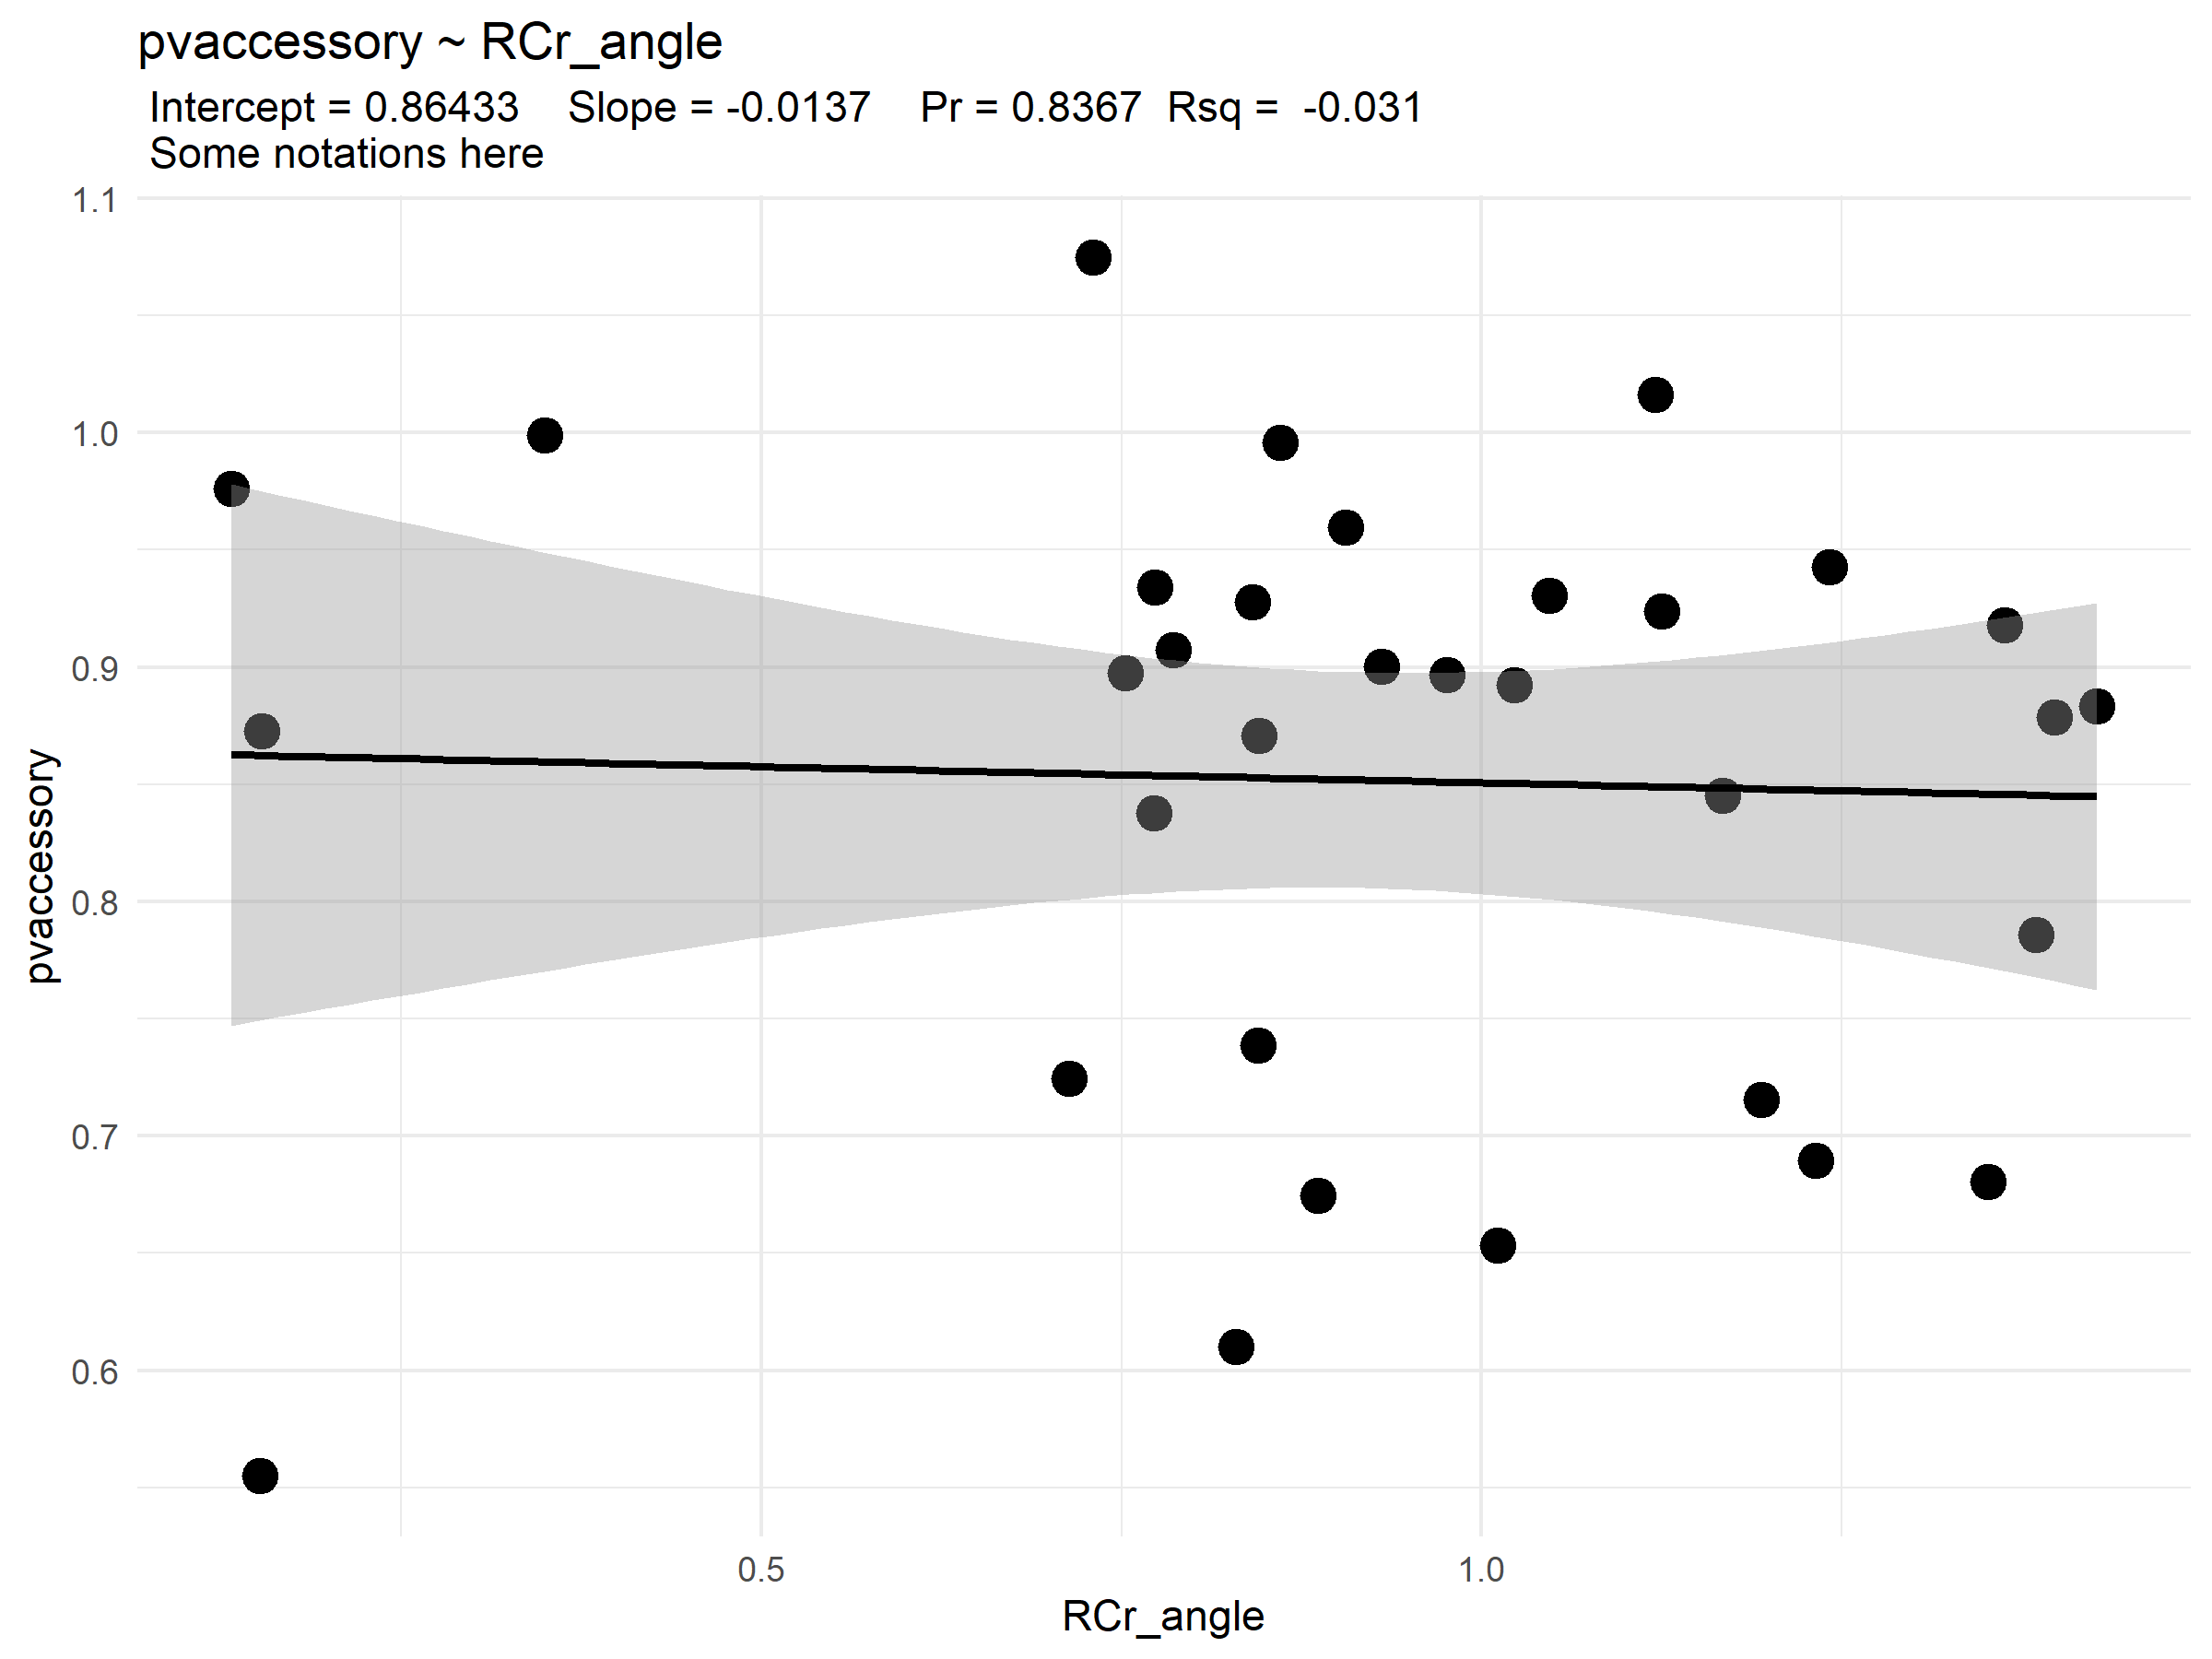 pvaccessory ~ RCr_angle
Intercept = 0.86433 Slope = -0.0137 Pr = 0.8367 Rsq = -0.031
Some notations here
1.1
1.0
0.9
0.8
0.7
0.6
pvaccessory
0.5 1.0
RCr_angle